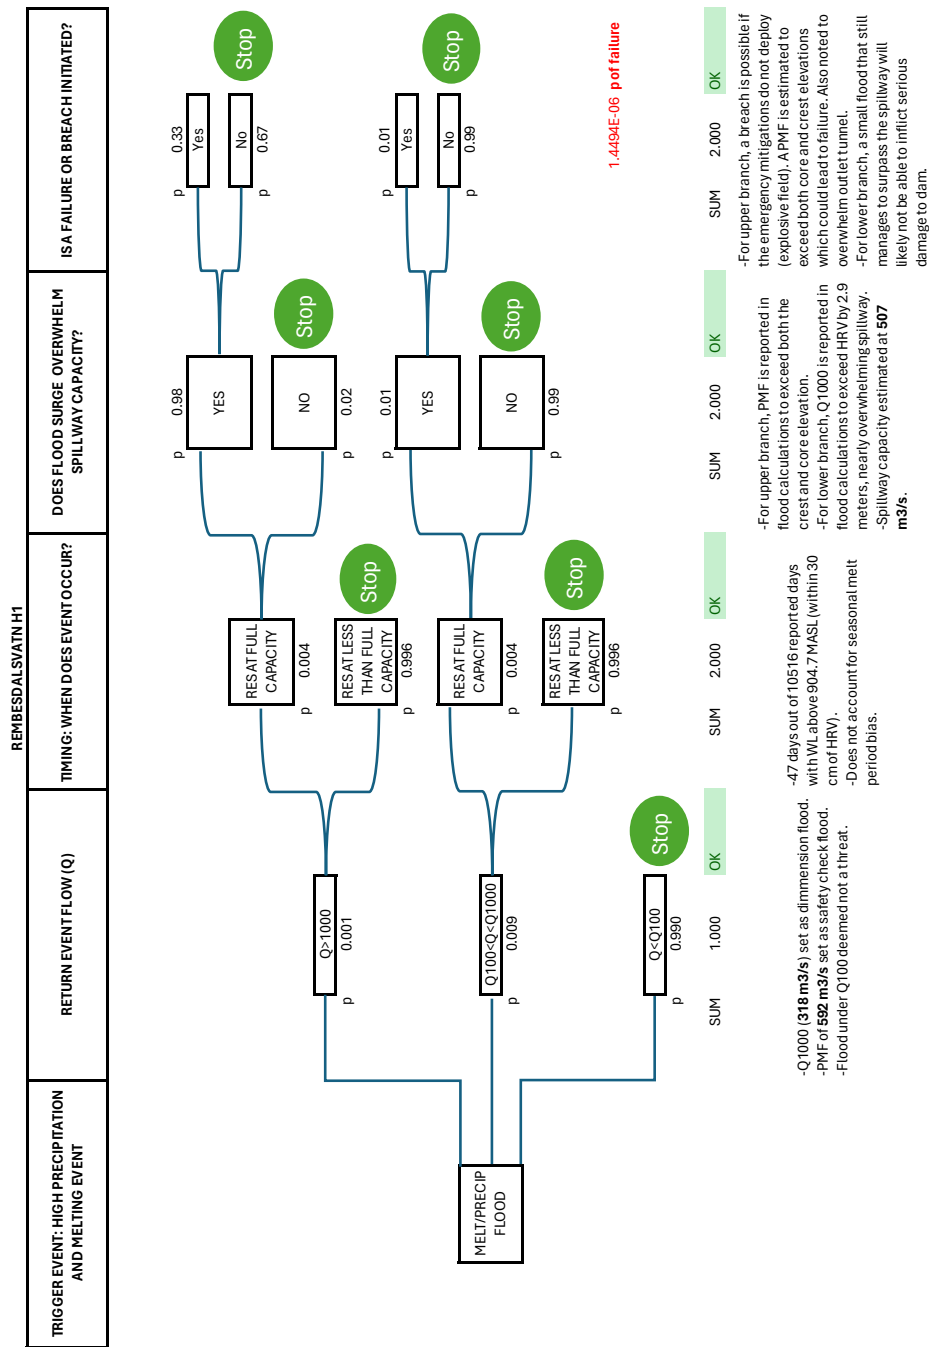 REMBESDALSVATN H1
TRIGGER EVENT: HIGH PRECIPITATION
AND MELTING EVENT
RETURN EVENT FLOW (Q)
TIMING: WHEN DOES EVENT OCCUR?
DOES FLOOD SURGE OVERWHELM
SPILLWAY CAPACITY?
IS A FAILURE OR BREACH INITIATED?
MELT/PRECIP
FLOOD
Q>1000
p
0.001
Q100<Q<Q1000
p
0.009
Q<Q100
p
0.990
Stop
RES AT FULL
CAPACITY
p
0.004
RES AT LESS
THAN FULL
CAPACITY
p
0.996
Stop
RES AT FULL
CAPACITY
p
0.004
RES AT LESS
THAN FULL
CAPACITY
p
0.996
Stop
p
0.98
YES
NO
p
0.02
Stop
p
0.01
YES
NO
p
0.99
Stop
p
0.33
Yes
No
p
0.67
Stop
p
0.01
Yes
No
p
0.99
Stop
1.4494E-06 p of failure
SUM 1.000 OK
SUM 2.000 OK
SUM 2.000 OK
SUM 2.000 OK
-Q1000 (318 m3/s) set as dimmension flood.
-PMF of 592 m3/s set as safety check flood.
-Flood under Q100 deemed not a threat.
-47 days out of 10516 reported days
with WL above 904.7 MASL (within 30
cm of HRV).
-Does not account for seasonal melt
period bias.
-For upper branch, PMF is reported in
flood calculations to exceed both the
crest and core elevation.
-For lower branch, Q1000 is reported in
flood calculations to exceed HRV by 2.9
meters, nearly overwhelming spillway.
-Spillway capacity estimated at 507
m3/s.
-For upper branch, a breach is possible if
the emergency mitigations do not deploy
(explosive field). A PMF is estimated to
exceed both core and crest elevations
which could lead to failure. Also noted to
overwhelm outlet tunnel.
-For lower branch, a small flood that still
manages to surpass the spillway will
likely not be able to inflict serious
damage to dam.